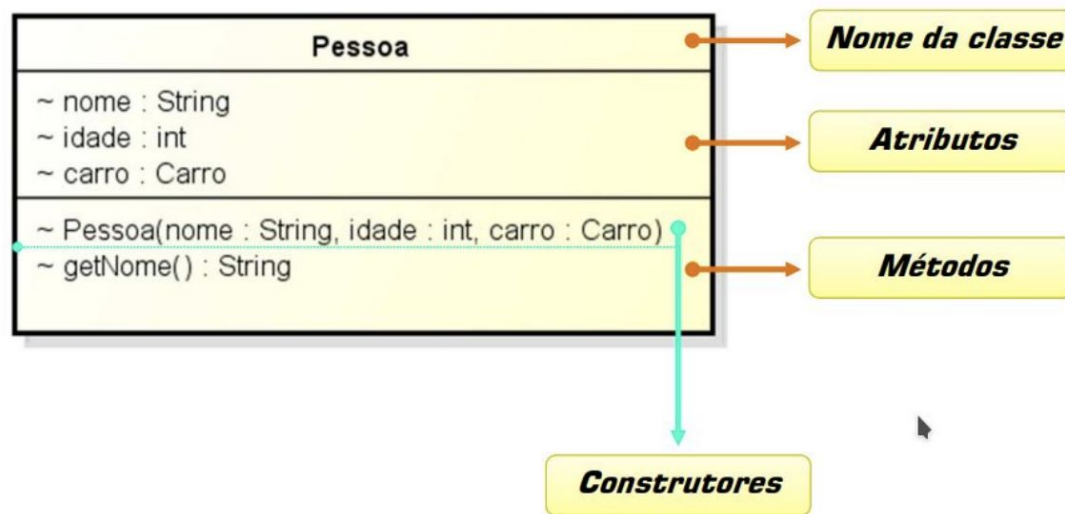 Pessoa
Nome da classe
~ nome : String
~ idade : int
~ carro : Carro
Atributos
~ Pessoa(nome : String, idade : int, carro : Carro)
~ getNome() : String
Métodos
Construtores